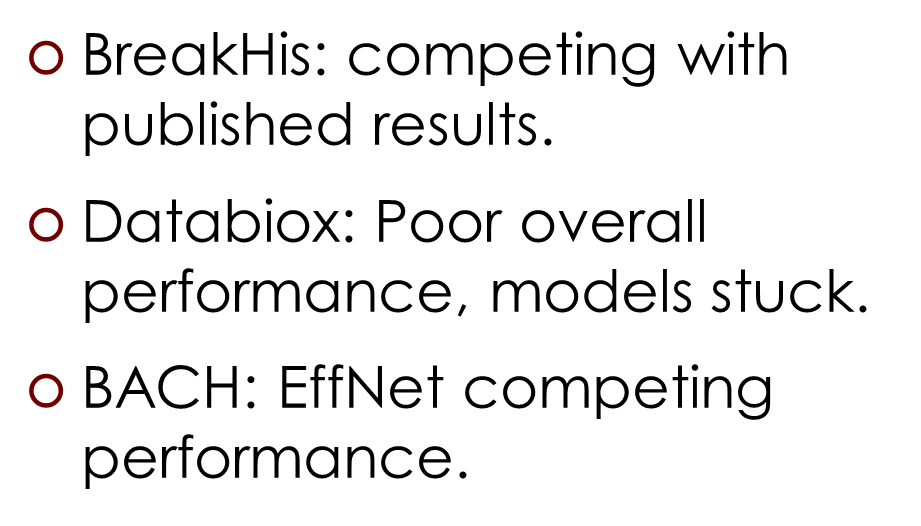 BreakHis: competing with
published results.
Databiox: Poor overall
performance, models stuck.
BACH: EffNet competing
performance.